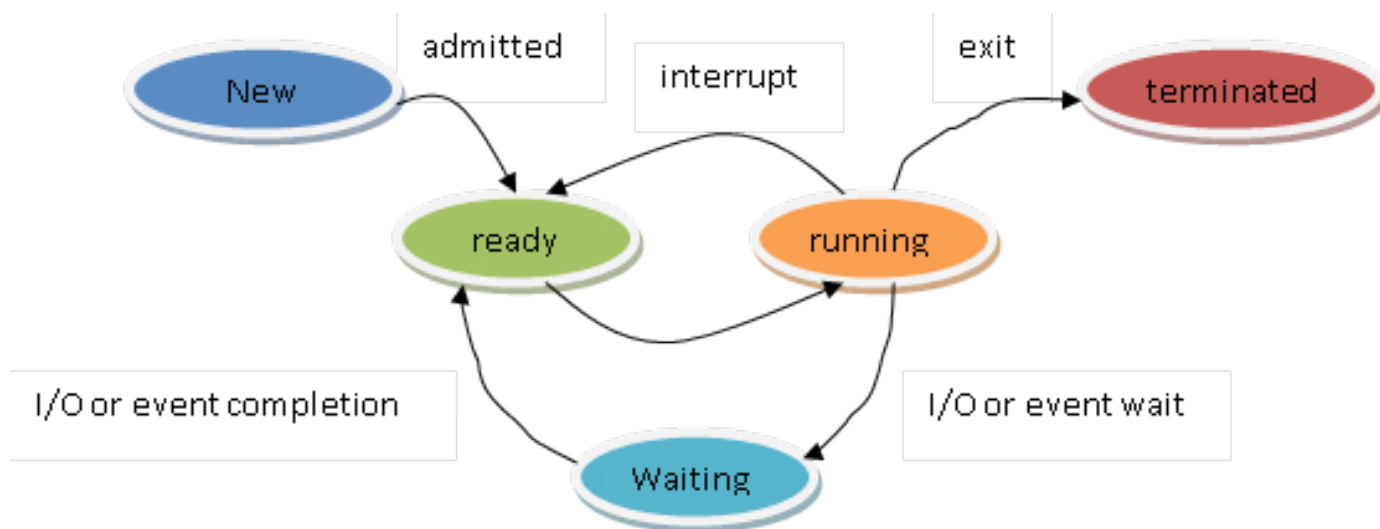 admitted
exit
New
interrupt
terminated
ready
running
I/O or event completion
I/O or event wait
Waiting